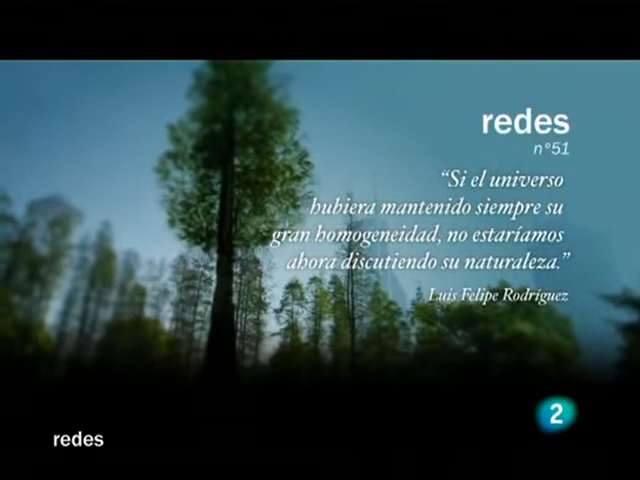 redes
n°51
“Si el universo
hubiera mantenido siempre su
gran homogeneidad, no estaríamos
ahora discutiendo su naturaleza.”
Luis Felipe Rodríguez
2
redes